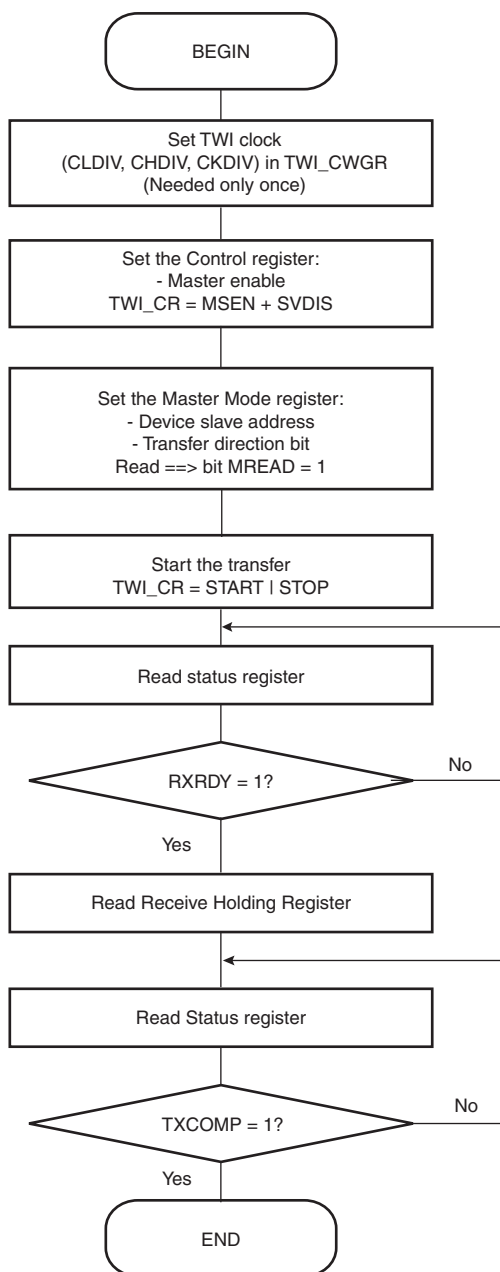 BEGIN
Set TWI clock
(CLDIV, CHDIV, CKDIV) in TWI_CWGR
(Needed only once)
Set the Control register:
- Master enable
TWI_CR = MSEN + SVDIS
Set the Master Mode register:
- Device slave address
- Transfer direction bit
Read ==> bit MREAD = 1
Start the transfer
TWI_CR = START | STOP
Read status register
RXRDY = 1?
No
Yes
Read Receive Holding Register
Read Status register
TXCOMP = 1?
No
Yes
END